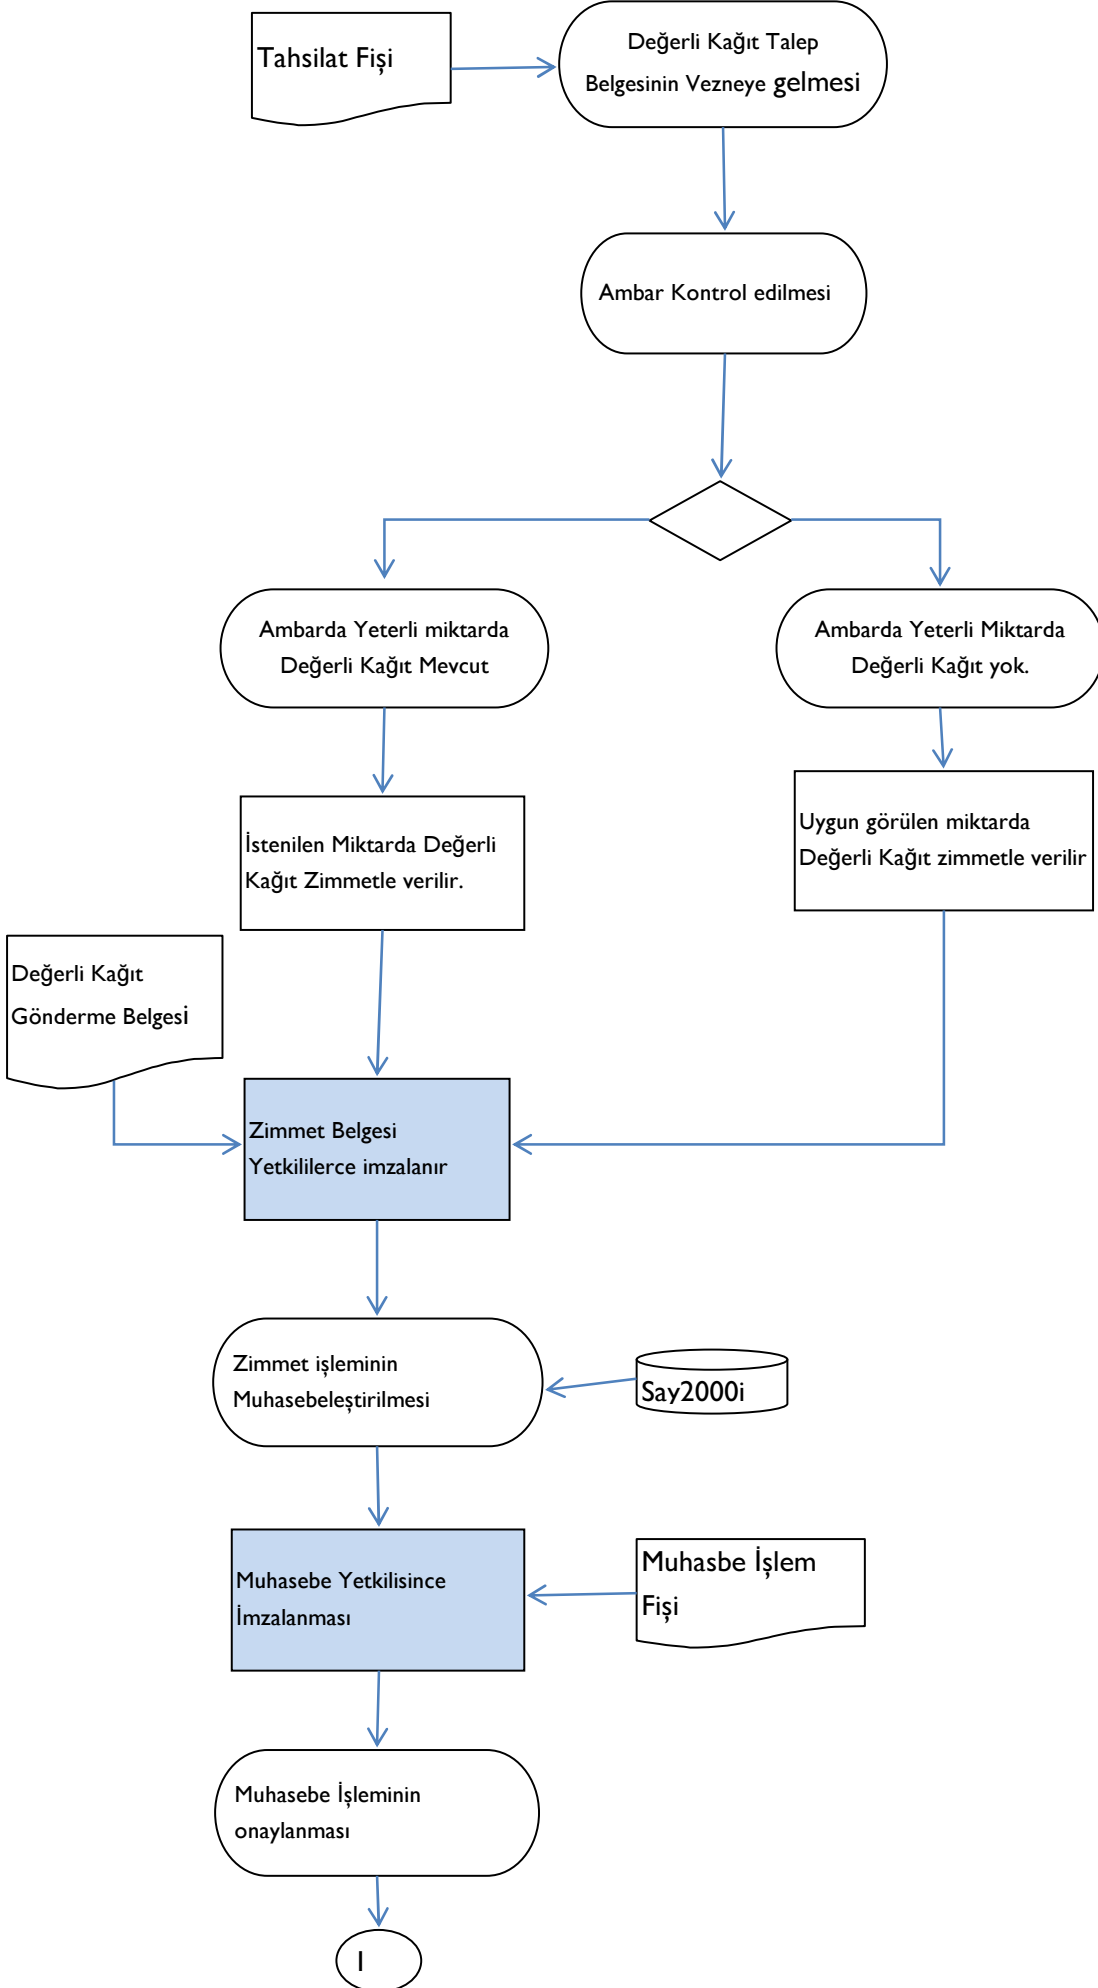 Tahsilat Fişi
Değerli Kağıt Talep
Belgesinin Vezneye gelmesi
Ambar Kontrol edilmesi
Ambarda Yeterli miktarda
Değerli Kağıt Mevcut
Ambarda Yeterli Miktarda
Değerli Kağıt yok.
İstenilen Miktarda Değerli
Kağıt Zimmetle verilir.
Uygun görülen miktarda
Değerli Kağıt zimmetle verilir
Değerli Kağıt
Gönderme Belgesi
Zimmet Belgesi
Yetkililerce imzalanır
Zimmet işleminin
Muhasebeleştirilmesi
Say2000i
Muhasebe Yetkilisince
İmzalanması
Muhasbe İşlem
Fişi
Muhasebe İşleminin
onaylanması
1